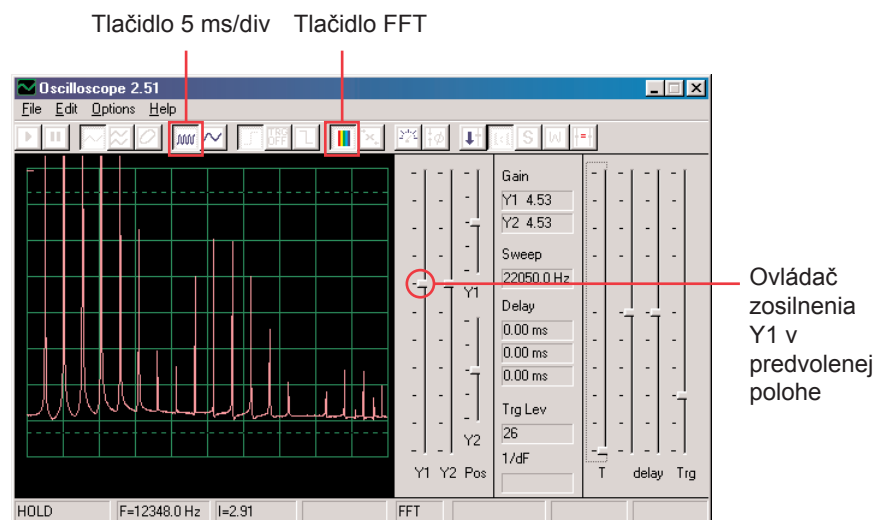 Tlačidlo 5 ms/div Tlačidlo FFT
Oscilloscope 2.51
File Edit Options Help
TRG OFF
S W
Gain
Y1 4.53
Y2 4.53
Sweep
22050.0 Hz
Y1
Delay
0.00 ms
0.00 ms
0.00 ms
Trg Lev
26
Y2
1/dF
Y1 Y2 Pos
T delay Trg
Ovládač
zosilnenia
Y1 v
predvolenej
polohe
HOLD F=12348.0 Hz I=2.91 FFT